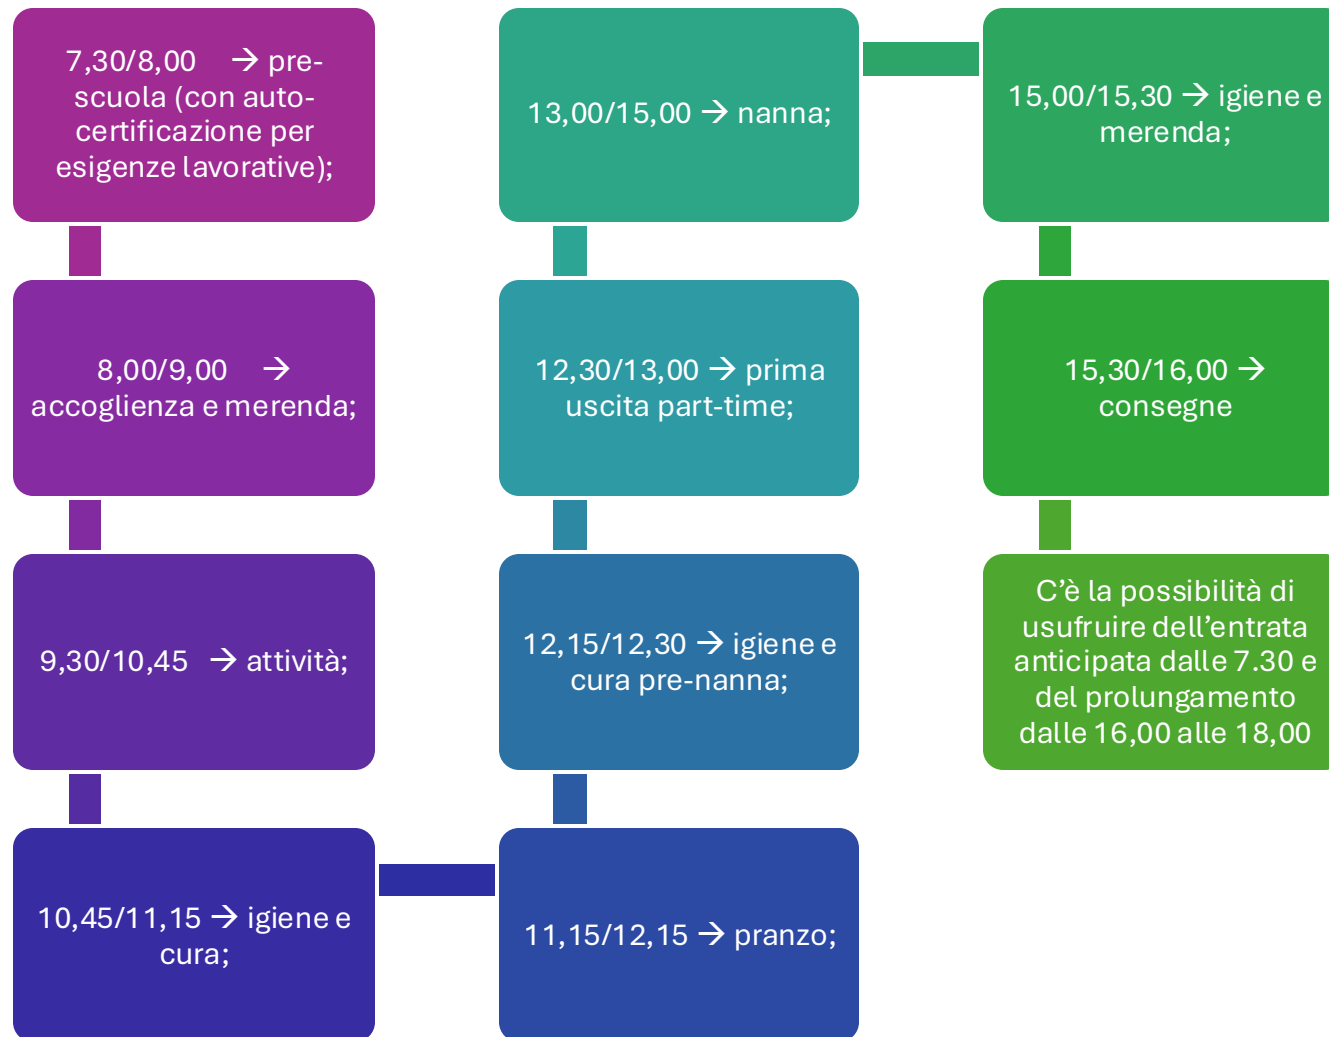 7,30/8,00 → pre-
scuola (con auto-
certificazione per
esigenze lavorative);
8,00/9,00 →
accoglienza e merenda;
9,30/10,45 → attività;
10,45/11,15 → igiene e
cura;
11,15/12,15 → pranzo;
12,15/12,30 → igiene e
cura pre-nanna;
12,30/13,00 → prima
uscita part-time;
13,00/15,00 → nanna;
15,00/15,30 → igiene e
merenda;
15,30/16,00 →
consegne
C’è la possibilità di
usufruire dell’entrata
anticipata dalle 7.30 e
del prolungamento
dalle 16,00 alle 18,00